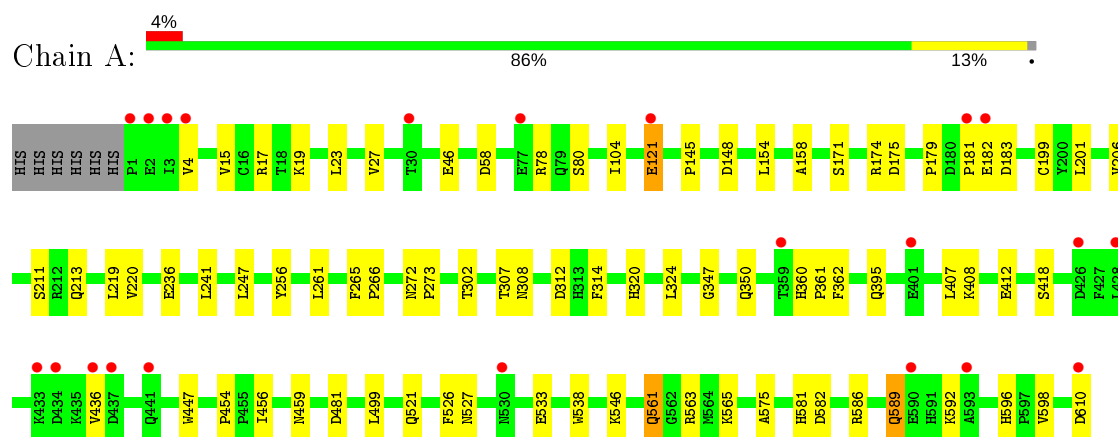 4%
Chain A:
86% 13%
HIS HIS HIS HIS HIS HIS P1 E2 I3 V4 V15 C16 R17 T18 K19 L23 V27 T30 E46 D58 E77 R78 Q79 S80 I104 E121 P145 D148 L154 A158 S171 R174 D175 P179 D180 P181 E182 D183 C199 Y200 L201 V206
S211 R212 Q213 L219 V220 E236 L241 L247 Y256 L261 F265 P266 N272 P273 T302 T307 N308 D312 H313 F314 H320 L324 G347 Q350 T359 H360 P361 F362 Q395 E401 L407 K408 E412 S418 D426 F427 L428
K433 D434 K435 V436 D437 Q441 W447 P454 P455 I456 N459 D481 L499 Q521 F526 N527 N530 E533 W538 K546 Q561 G562 R563 M564 K565 A575 H581 D582 R586 Q589 E590 H591 K592 A593 H596 P597 V598 D610